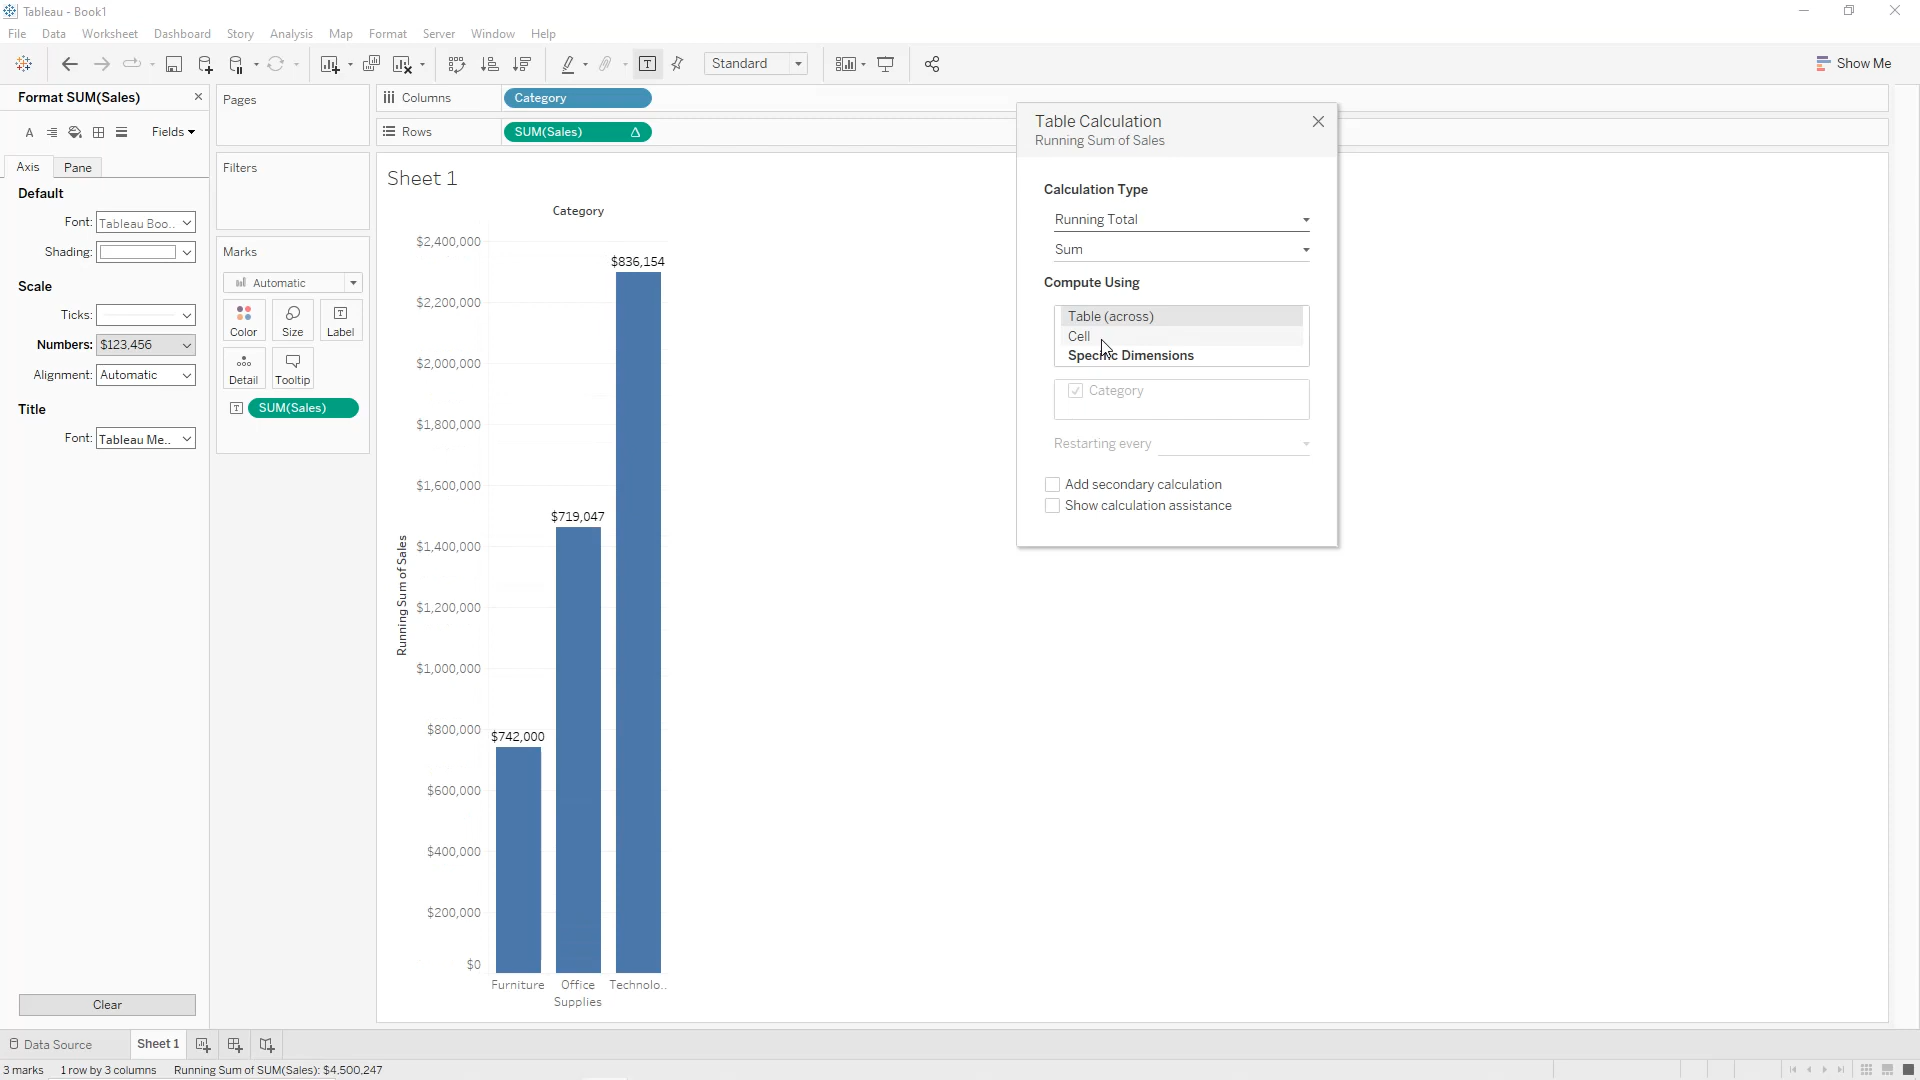 Tableau - Book1
File Data Worksheet Dashboard Story Analysis Map Format Server Window Help
Standard
Show Me
Format SUM(Sales)
Fields
Axis
Pane
Default
Font: Tableau Boo..
Shading:
Scale
Ticks:
Numbers: $123,456
Alignment: Automatic
Title
Font: Tableau Me..
Clear
Pages
Filters
Marks
Automatic
Color
Size
Label
Detail
Tooltip
SUM(Sales)
Columns
Category
Rows
SUM(Sales)
Sheet 1
Category
$2,400,000
$2,200,000
$2,000,000
$1,800,000
$1,600,000
$1,400,000
$1,200,000
$1,000,000
$800,000
$600,000
$400,000
$200,000
$0
Running Sum of Sales
$836,154
$719,047
$742,000
Furniture
Office
Supplies
Technolo..
Table Calculation
Running Sum of Sales
Calculation Type
Running Total
Sum
Compute Using
Table (across)
Cell
Specific Dimensions
Category
Restarting every
Add secondary calculation
Show calculation assistance
Data Source
Sheet 1
3 marks 1 row by 3 columns Running Sum of SUM(Sales): $4,500,247